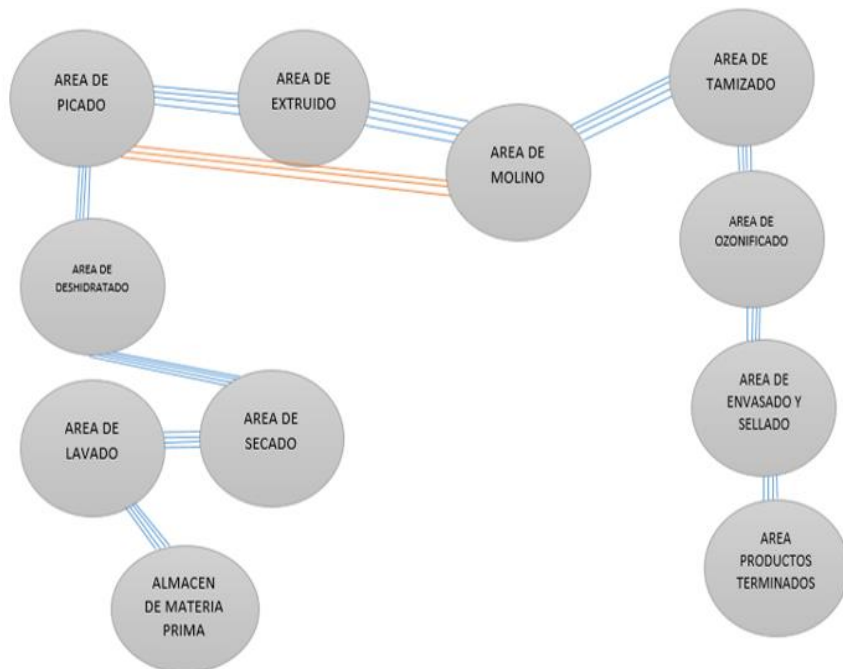 AREA DE
PICADO
AREA DE
EXTRUIDO
AREA DE
MOLINO
AREA DE
TAMIZADO
AREA DE
OZONIFICADO
AREA DE
DESHIDRATADO
AREA DE
ENVASADO Y
SELLADO
AREA DE
LAVADO
AREA DE
SECADO
ALMACEN
DE MATERIA
PRIMA
AREA
PRODUCTOS
TERMINADOS